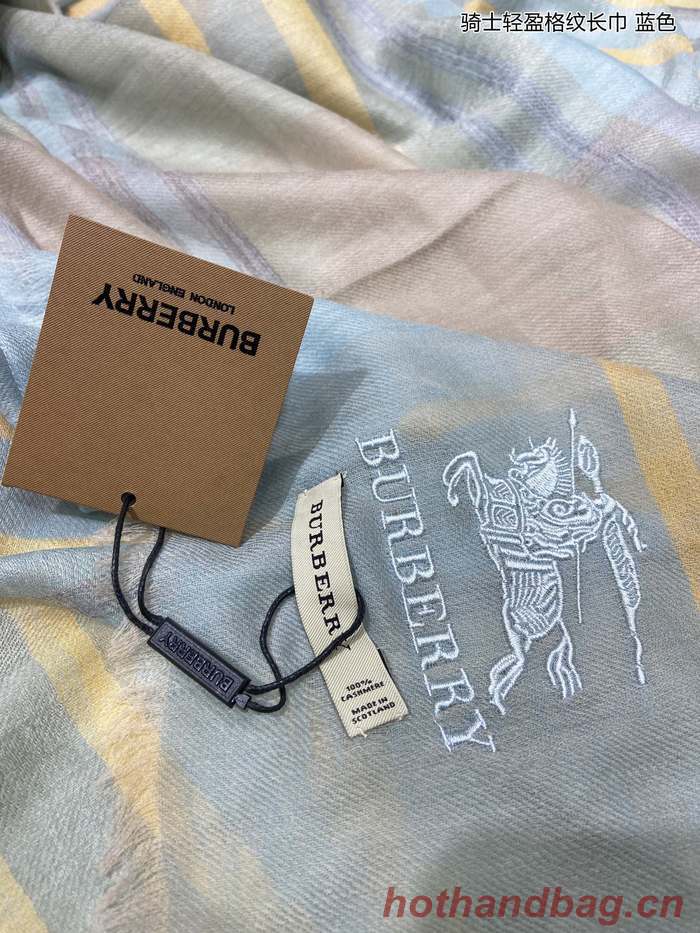 骑士轻盈格纹长巾 蓝色
BURBERRY
LONDON ENGLAND
BURBERRY
100%
CASHMERE
MADE IN
SCOTLAND
BURBERRY
BURBERRY
hothandbag.cn